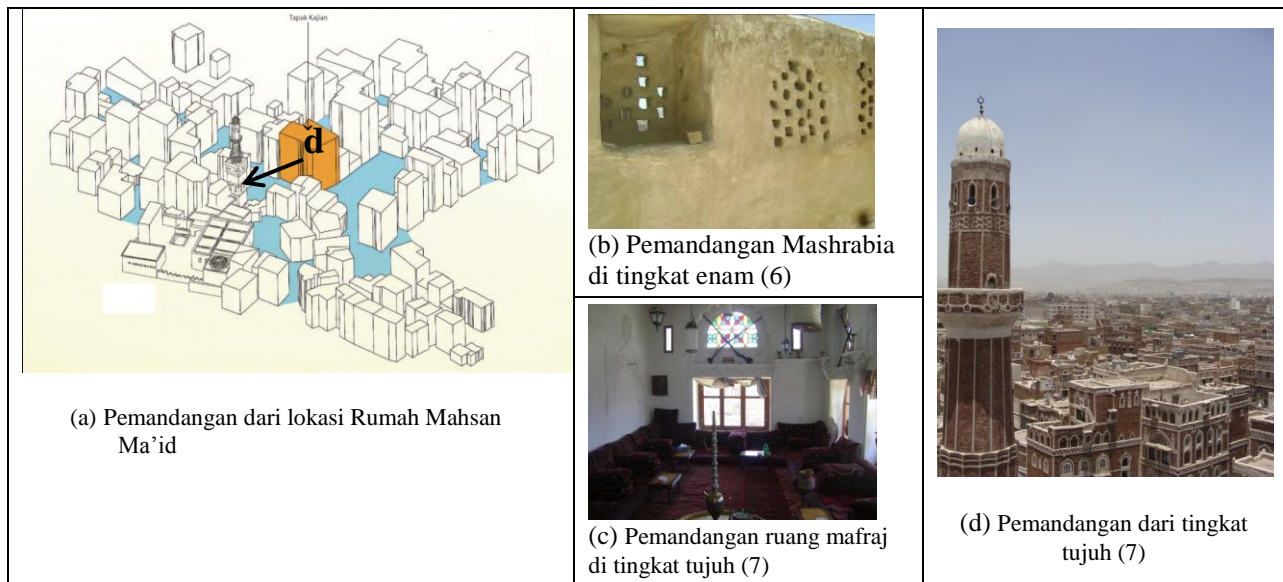 Tapak Kajian
d
(a) Pemandangan dari lokasi Rumah Mahsan
Ma’id
(b) Pemandangan Mashrabia
di tingkat enam (6)
(c) Pemandangan ruang mafraj
di tingkat tujuh (7)
(d) Pemandangan dari tingkat
tujuh (7)